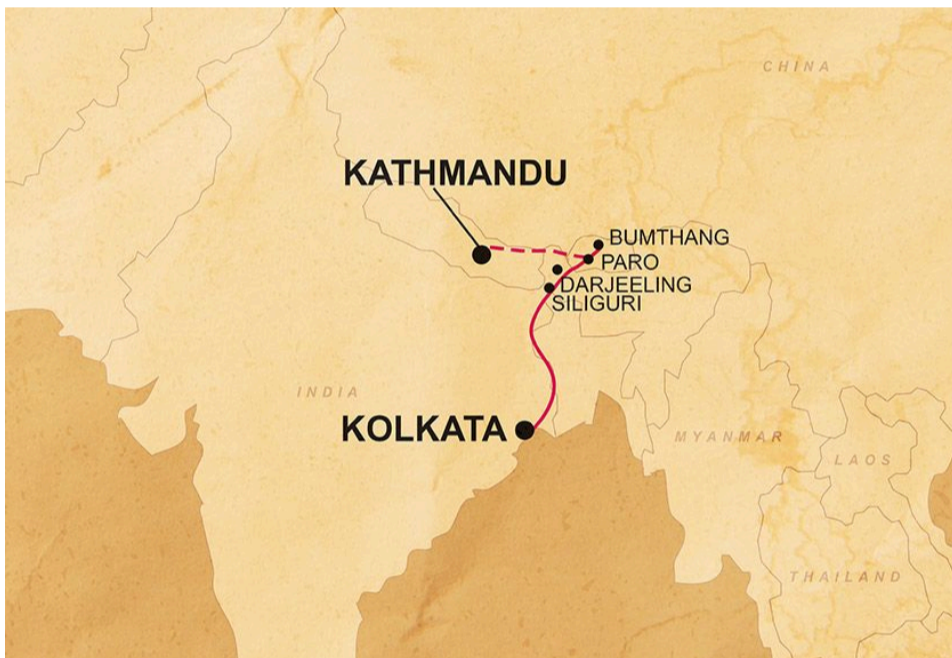 CHINA
KATHMANDU
BUMTHANG
PARO
DARJEELING
SILIGURI
INDIA
KOLKATA
MYANMAR
LAOS
THAILAND